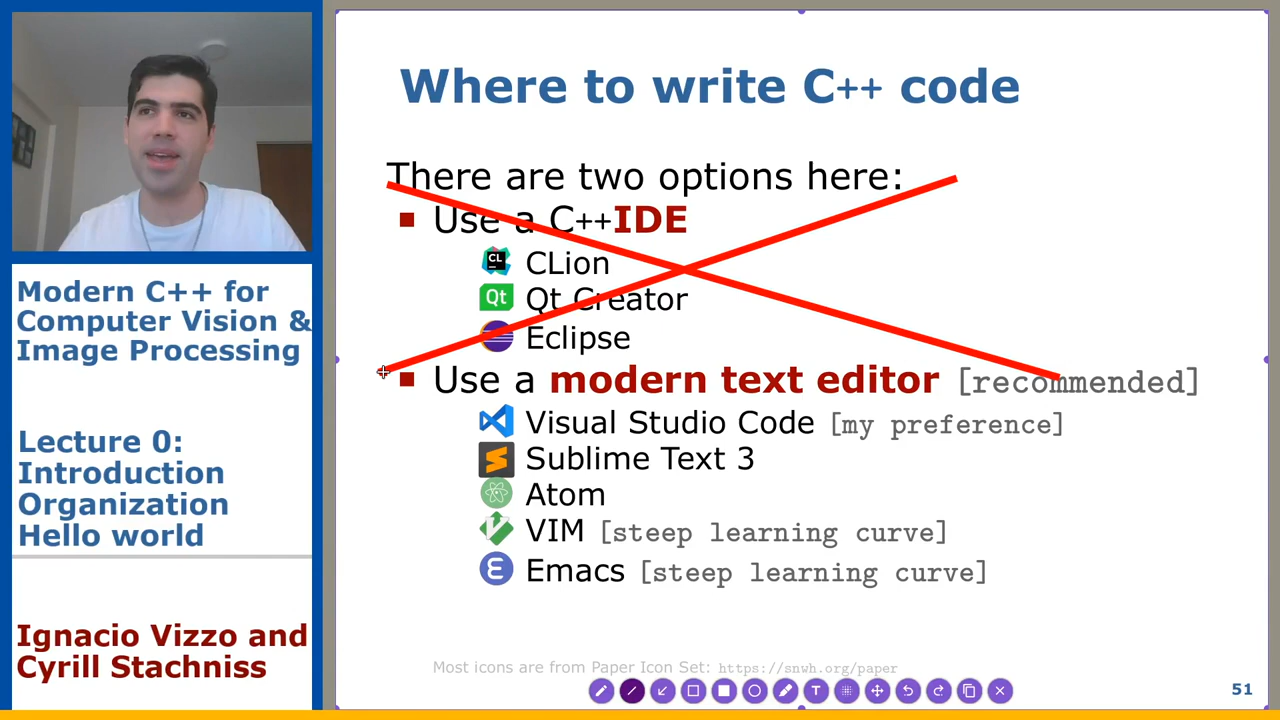 Modern C++ for
Computer Vision &
Image Processing
Lecture 0:
Introduction
Organization
Hello world
Ignacio Vizzo and
Cyrill Stachniss
Where to write C++ code
There are two options here:
Use a C++IDE
CL CLion
Qt Qt Creator
Eclipse
Use a modern text editor [recommended]
Visual Studio Code [my preference]
Sublime Text 3
Atom
VIM [steep learning curve]
Emacs [steep learning curve]
Most icons are from Paper Icon Set: https://snwh.org/paper
T
51